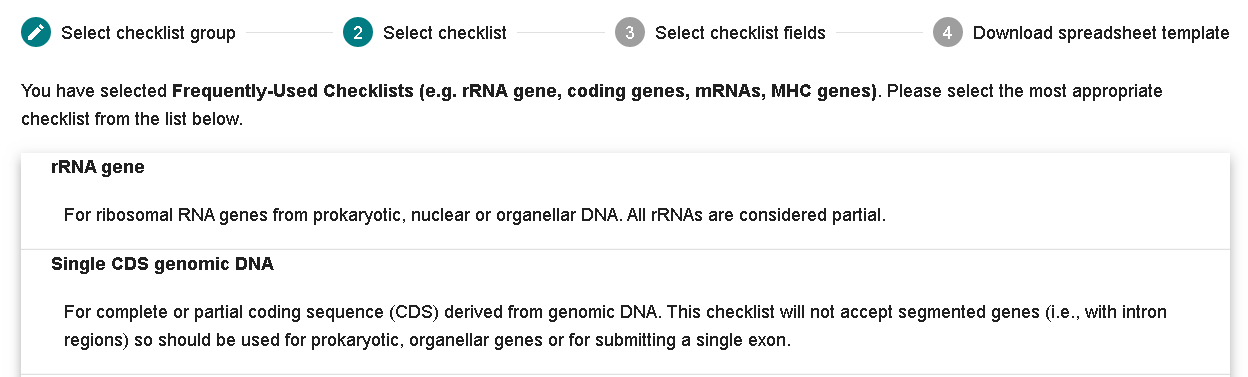 Select checklist group 2 Select checklist 3 Select checklist fields 4 Download spreadsheet template
You have selected Frequently-Used Checklists (e.g. rRNA gene, coding genes, mRNAs, MHC genes). Please select the most appropriate
checklist from the list below.
rRNA gene
For ribosomal RNA genes from prokaryotic, nuclear or organellar DNA. All rRNAs are considered partial.
Single CDS genomic DNA
For complete or partial coding sequence (CDS) derived from genomic DNA. This checklist will not accept segmented genes (i.e., with intron
regions) so should be used for prokaryotic, organellar genes or for submitting a single exon.